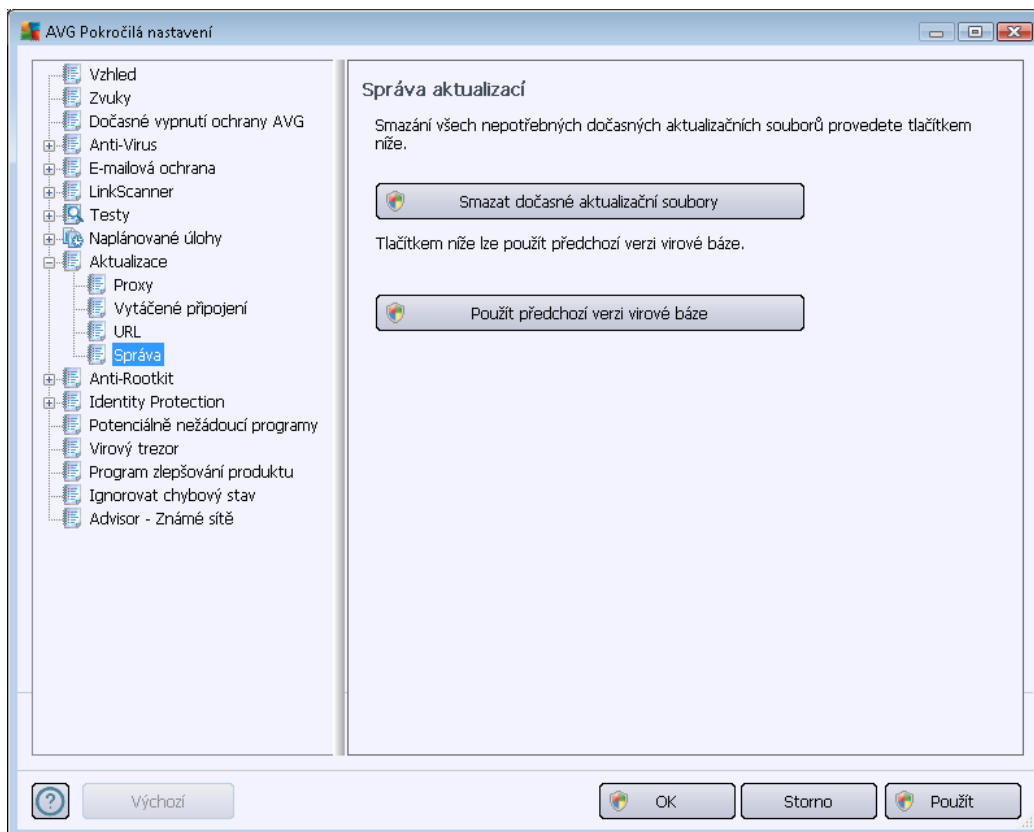 AVG Pokročilá nastavení
Vzhled
Zvuky
Dočasné vypnutí ochrany AVG
Anti-Virus
E-mailová ochrana
LinkScanner
Testy
Naplánované úlohy
Aktualizace
Proxy
Vytáčené připojení
URL
Správa
Anti-Rootkit
Identity Protection
Potenciálně nežádoucí programy
Virový trezor
Program zlepšování produktu
Ignorovat chybový stav
Advisor - Známé sítě
Správa aktualizací
Smazání všech nepotřebných dočasných aktualizačních souborů provedete tlačítkem
níže.
Smazat dočasné aktualizační soubory
Tlačítkem níže lze použít předchozí verzi virové báze.
Použít předchozí verzi virové báze
Výchozí
OK
Storno
Použít